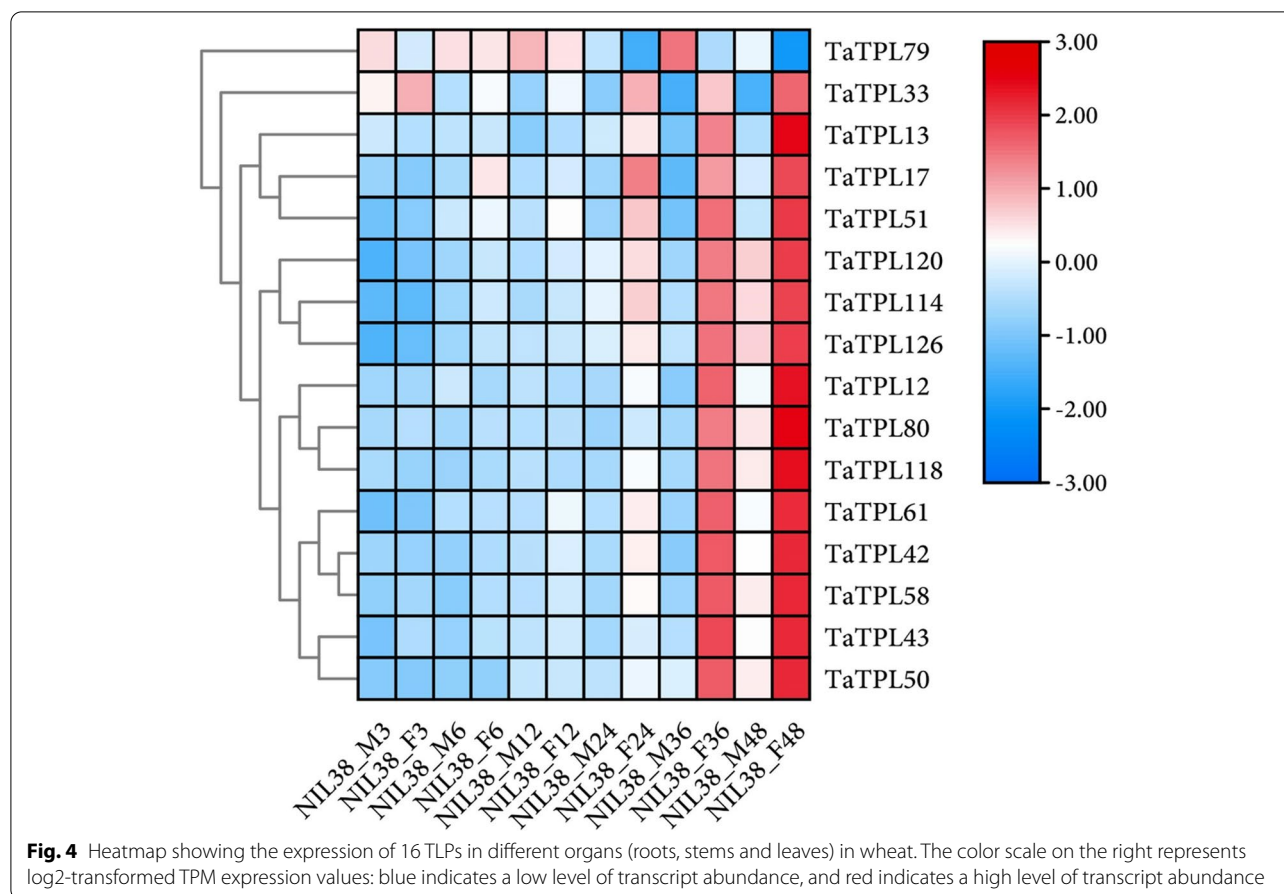 TaTPL79
TaTPL33
TaTPL13
TaTPL17
TaTPL51
TaTPL120
TaTPL114
TaTPL126
TaTPL12
TaTPL80
TaTPL118
TaTPL61
TaTPL42
TaTPL58
TaTPL43
TaTPL50
3.00
2.00
1.00
0.00
-1.00
-2.00
-3.00
NIL38_M3
NIL38_F3
NIL38_M6
NIL38_F6
NIL38_M12
NIL38_F12
NIL38_M24
NIL38_F24
NIL38_M36
NIL38_F36
NIL38_M48
NIL38_F48
Fig. 4 Heatmap showing the expression of 16 TLPs in different organs (roots, stems and leaves) in wheat. The color scale on the right represents
log2-transformed TPM expression values: blue indicates a low level of transcript abundance, and red indicates a high level of transcript abundance